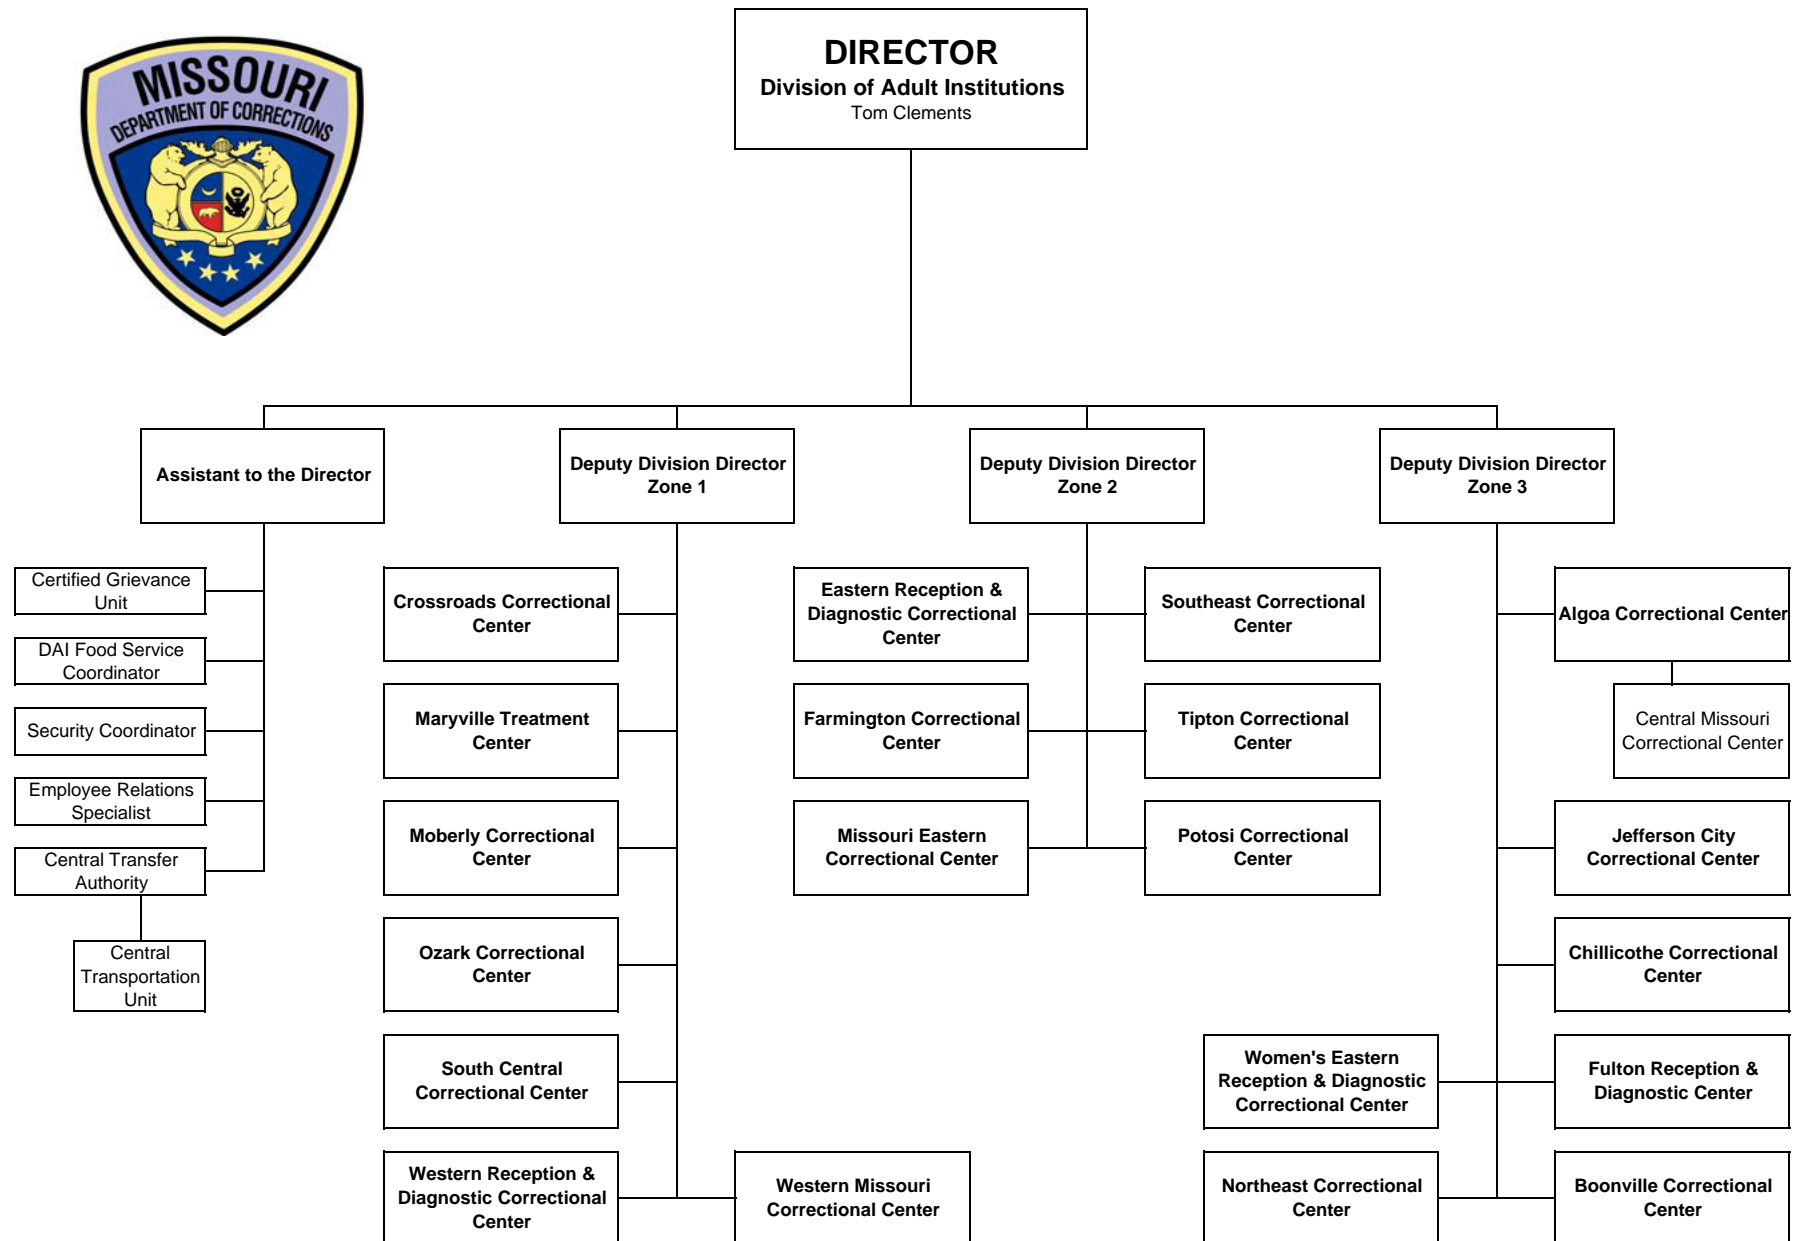 MISSOURI
DEPARTMENT OF CORRECTIONS
DIRECTOR
Division of Adult Institutions
Tom Clements
Assistant to the Director
Deputy Division Director
Zone 1
Deputy Division Director
Zone 2
Deputy Division Director
Zone 3
Certified Grievance
Unit
DAI Food Service
Coordinator
Security Coordinator
Employee Relations
Specialist
Central Transfer
Authority
Central
Transportation
Unit
Crossroads Correctional
Center
Maryville Treatment
Center
Moberly Correctional
Center
Ozark Correctional
Center
South Central
Correctional Center
Western Reception &
Diagnostic Correctional
Center
Western Missouri
Correctional Center
Eastern Reception &
Diagnostic Correctional
Center
Farmington Correctional
Center
Missouri Eastern
Correctional Center
Southeast Correctional
Center
Tipton Correctional
Center
Potosi Correctional
Center
Algoa Correctional Center
Central Missouri
Correctional Center
Jefferson City
Correctional Center
Chillicothe Correctional
Center
Women's Eastern
Reception & Diagnostic
Correctional Center
Fulton Reception &
Diagnostic Center
Northeast Correctional
Center
Boonville Correctional
Center